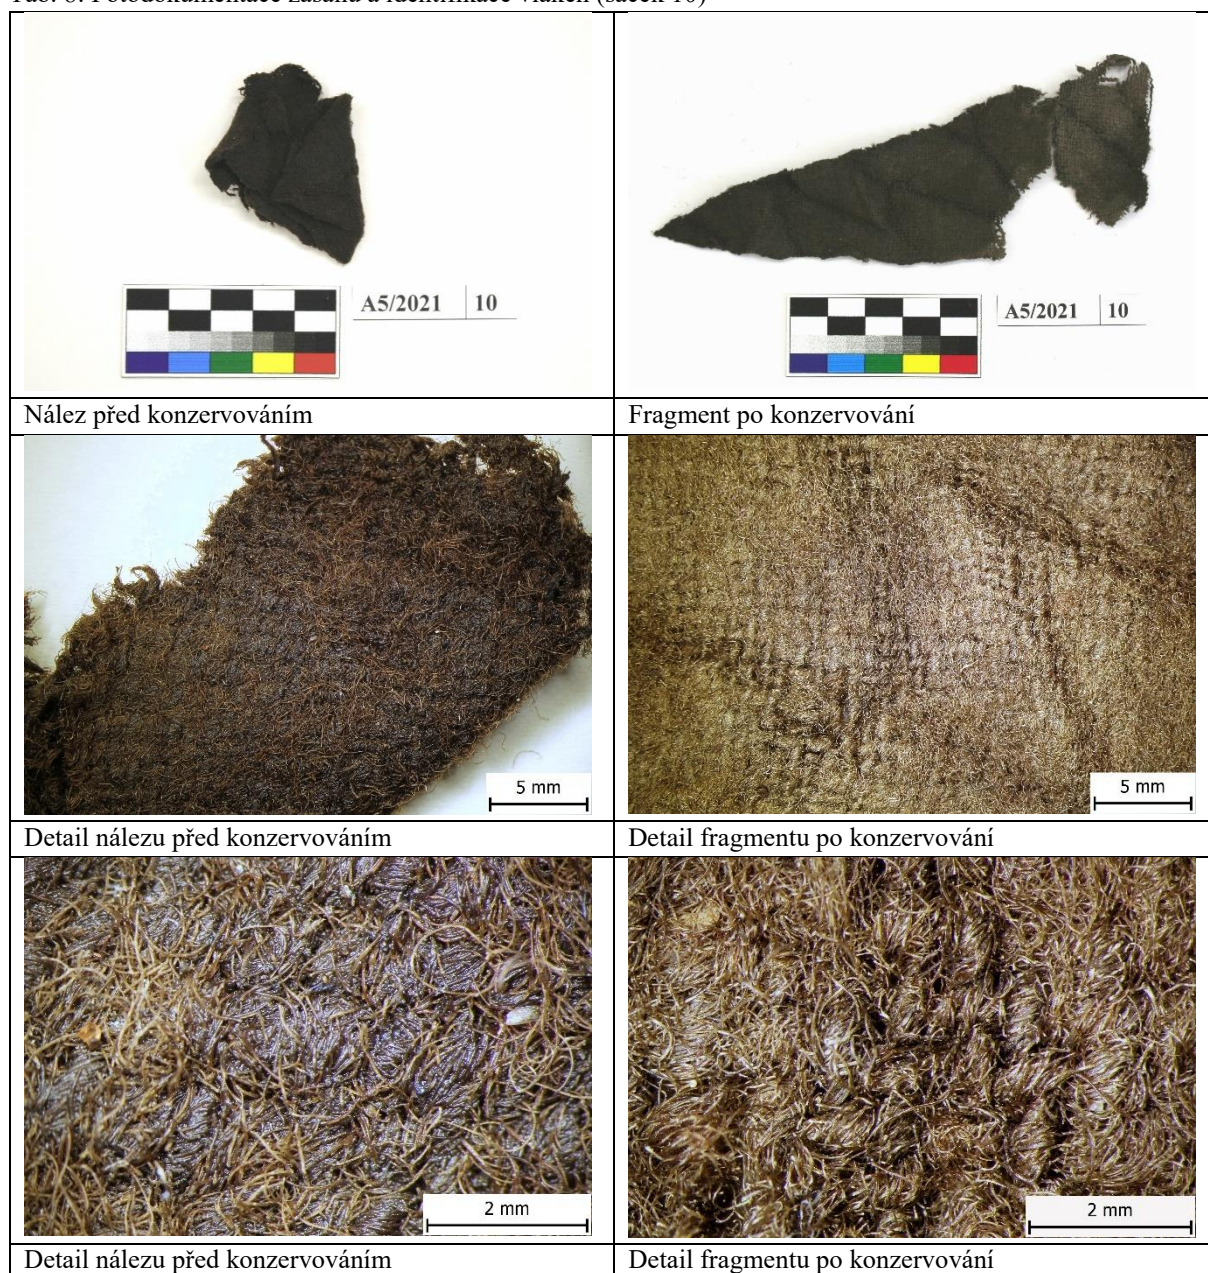 A5/2021 10
A5/2021 10
Nález před konzervováním
Fragment po konzervování
5 mm
5 mm
Detail nálezu před konzervováním
Detail fragmentu po konzervování
2 mm
2 mm
Detail nálezu před konzervováním
Detail fragmentu po konzervování